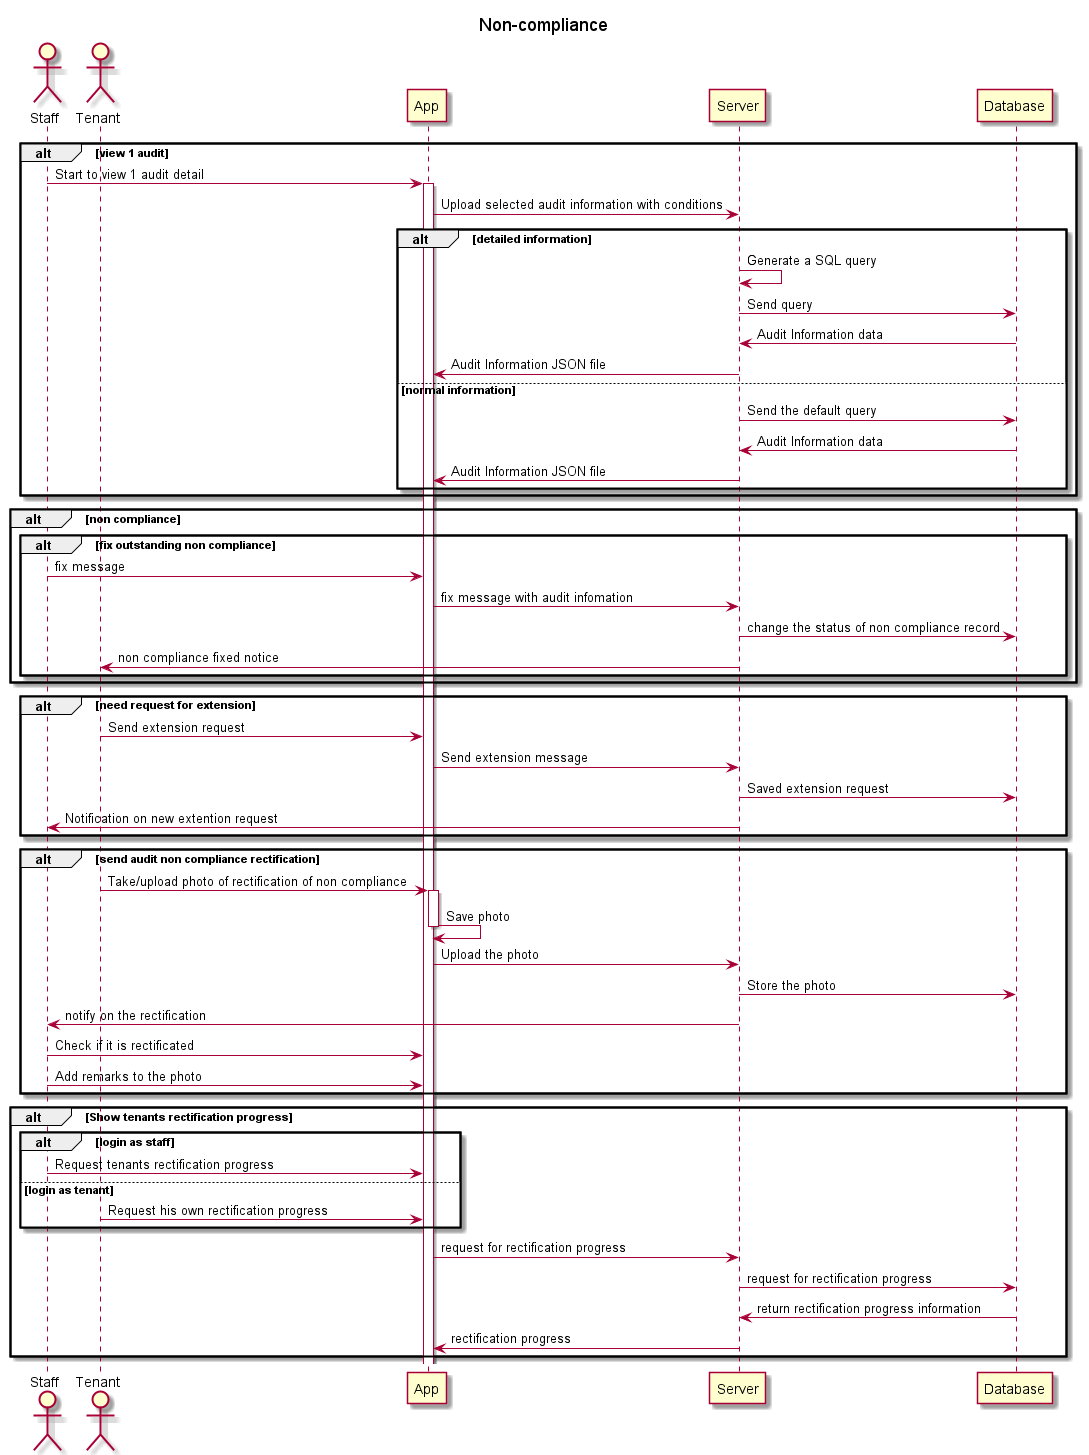 Non-compliance
Staff
Tenant
App
Server
Database
alt [view 1 audit]
Start to view 1 audit detail
Upload selected audit information with conditions
alt [detailed information]
Generate a SQL query
Send query
Audit Information data
Audit Information JSON file
[normal information]
Send the default query
Audit Information data
Audit Information JSON file
alt [non compliance]
alt [fix outstanding non compliance]
fix message
fix message with audit infomation
change the status of non compliance record
non compliance fixed notice
alt [need request for extension]
Send extension request
Send extension message
Saved extension request
Notification on new extention request
alt [send audit non compliance rectification]
Take/upload photo of rectification of non compliance
Save photo
Upload the photo
Store the photo
notify on the rectification
Check if it is rectificated
Add remarks to the photo
alt [Show tenants rectification progress]
alt [login as staff]
Request tenants rectification progress
[login as tenant]
Request his own rectification progress
request for rectification progress
request for rectification progress
return rectification progress information
rectification progress
Staff
Tenant
App
Server
Database